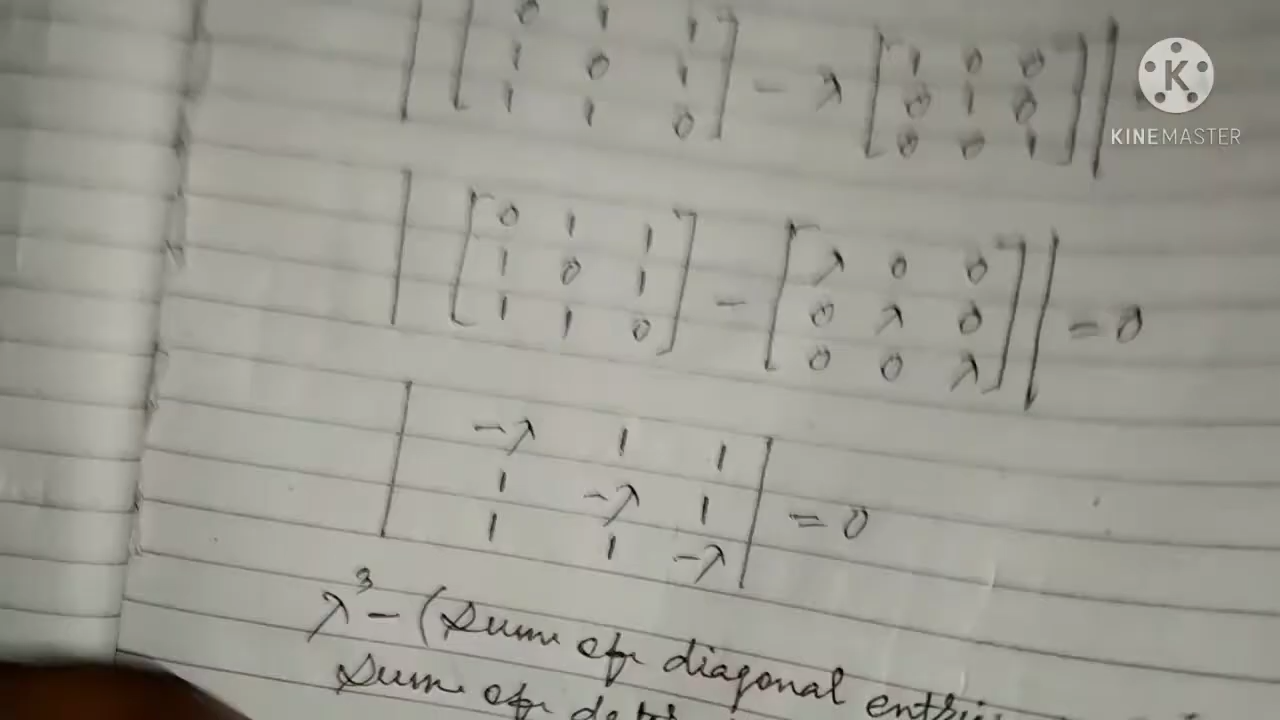 | [ 0 1 1
1 0 1
1 1 0 ] - λ [ 1 0 0
0 1 0
0 0 1 ] |
K
KINEMASTER
| [ 0 1 1
1 0 1
1 1 0 ] - [ λ 0 0
0 λ 0
0 0 λ ] | = 0
| -λ 1 1
1 -λ 1
1 1 -λ | = 0
λ³ - (Sum of diagonal
Sum of